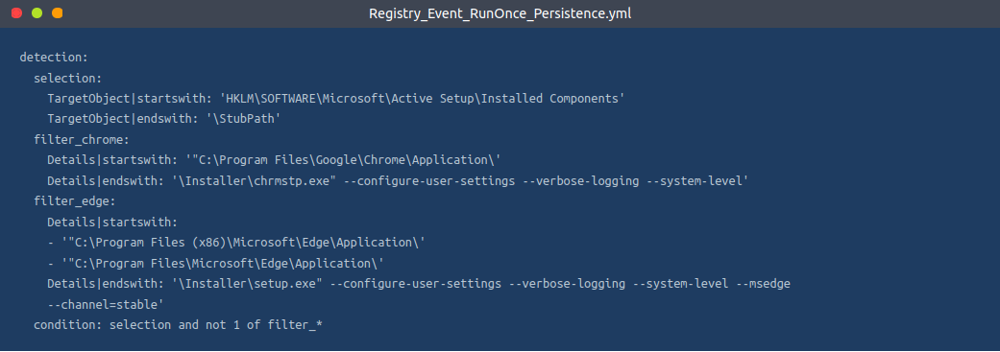 Registry_Event_RunOnce_Persistence.yml
detection:
  selection:
    TargetObject|startswith: 'HKLM\SOFTWARE\Microsoft\Active Setup\Installed Components'
    TargetObject|endswith: '\StubPath'
  filter_chrome:
    Details|startswith: '"C:\Program Files\Google\Chrome\Application\'
    Details|endswith: '\Installer\chrmstp.exe" --configure-user-settings --verbose-logging --system-level'
  filter_edge:
    Details|startswith:
    - '"C:\Program Files (x86)\Microsoft\Edge\Application\'
    - '"C:\Program Files\Microsoft\Edge\Application\'
    Details|endswith: '\Installer\setup.exe" --configure-user-settings --verbose-logging --system-level --msedge
    --channel=stable'
  condition: selection and not 1 of filter_*